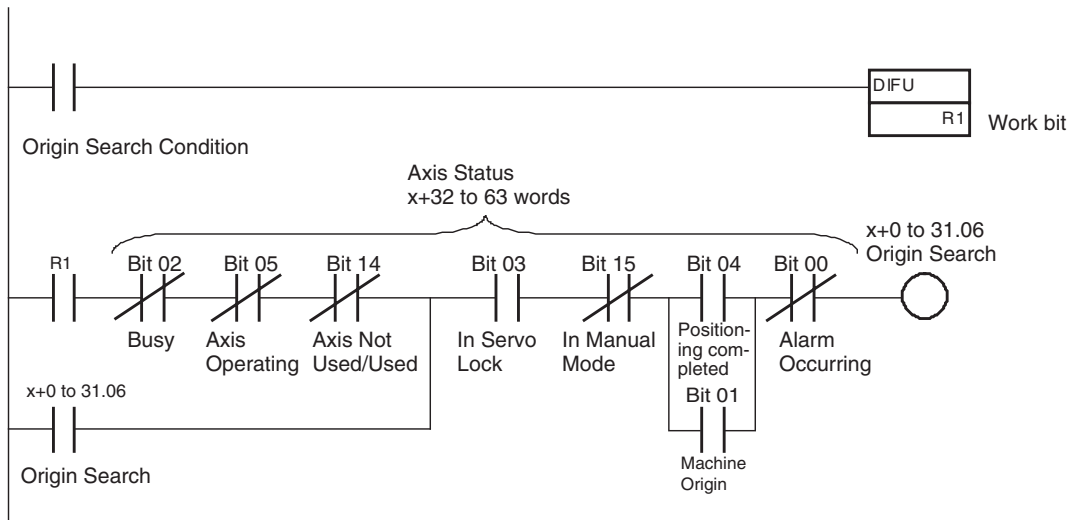 DIFU
R1
Work bit
Origin Search Condition
Axis Status
x+32 to 63 words
x+0 to 31.06
Origin Search
R1
Bit 02
Bit 05
Bit 14
Bit 03
Bit 15
Bit 04
Bit 00
Busy
Axis
Operating
Axis Not
Used/Used
In Servo
Lock
In Manual
Mode
Position-
ing com-
pleted
Alarm
Occurring
x+0 to 31.06
Bit 01
Origin Search
Machine
Origin